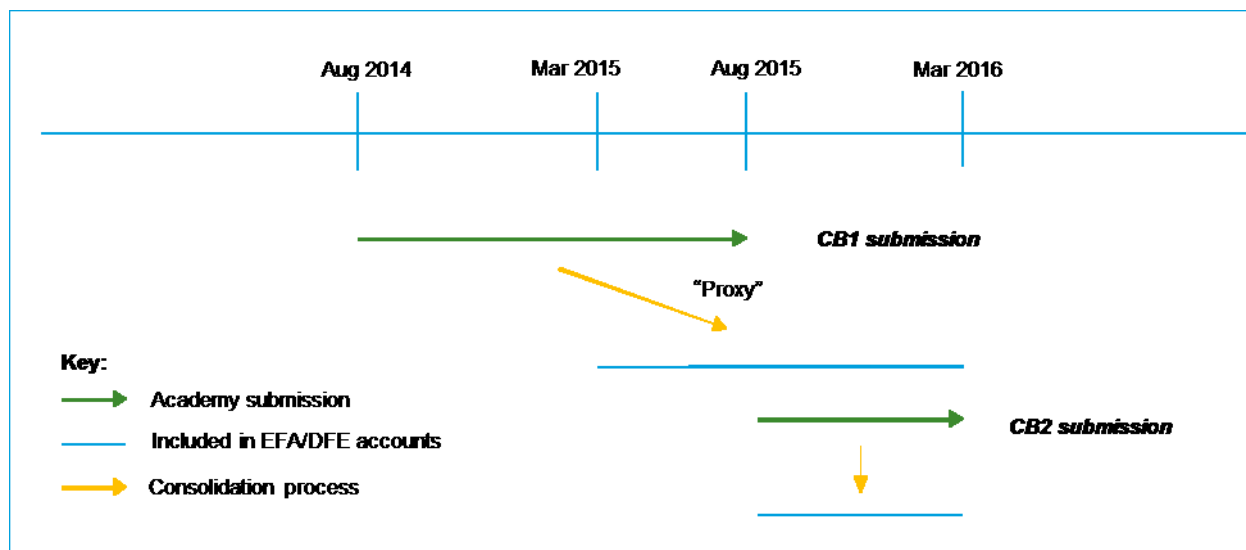 Aug 2014
Mar 2015
Aug 2015
Mar 2016
CB1 submission
“Proxy”
Key:
Academy submission
Included in EFA/DFE accounts
CB2 submission
Consolidation process